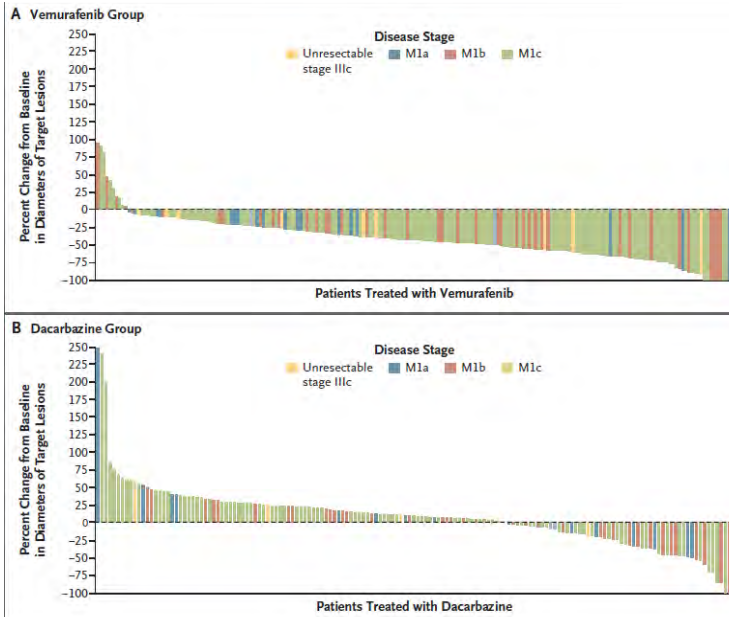 A Vemurafenib Group
Percent Change from Baseline
in Diameters of Target Lesions
250
225
200
175
150
125
100
75
50
25
0
−25
−50
−75
−100
Disease Stage
Unresectable
stage IIIc
M1a
M1b
M1c
Patients Treated with Vemurafenib
B Dacarbazine Group
Percent Change from Baseline
in Diameters of Target Lesions
250
225
200
175
150
125
100
75
50
25
0
−25
−50
−75
−100
Disease Stage
Unresectable
stage IIIc
M1a
M1b
M1c
Patients Treated with Dacarbazine